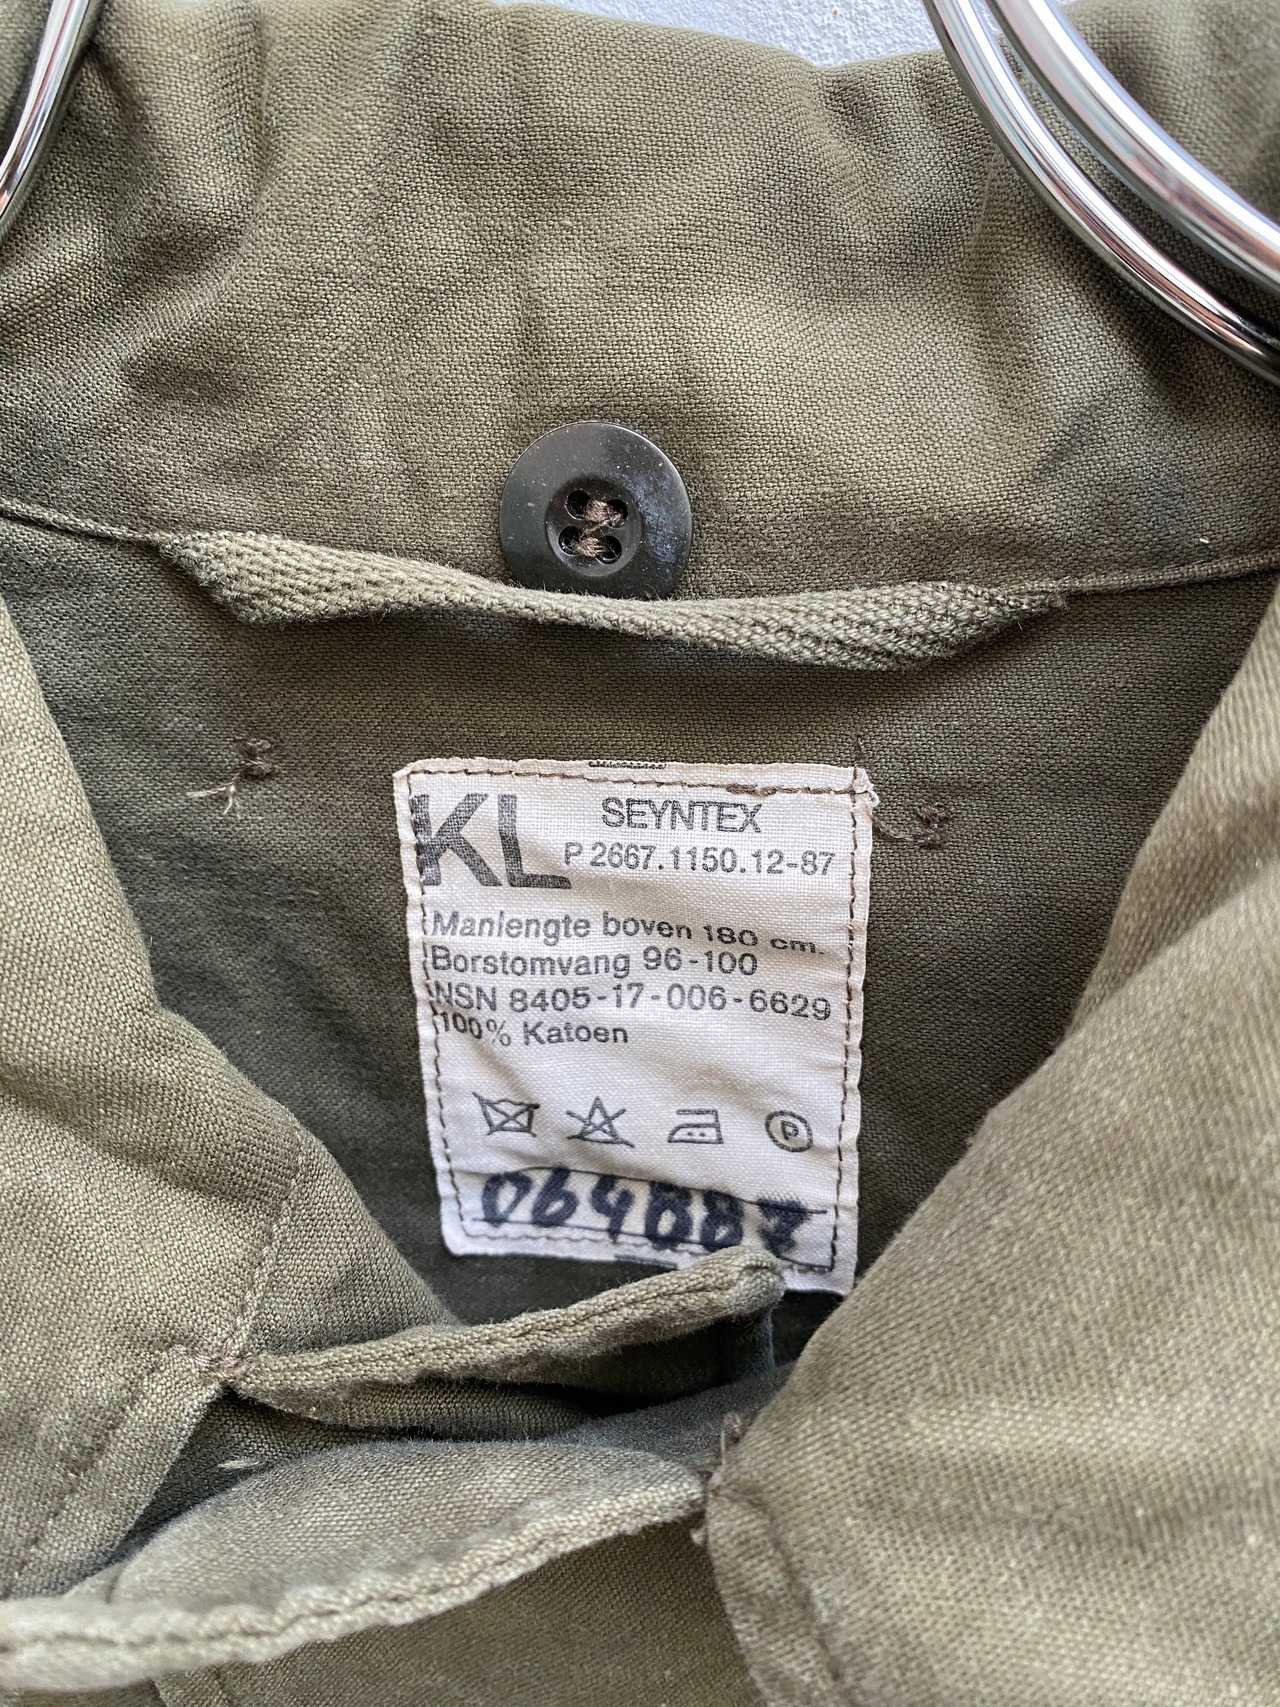 KL SEYNTEX
P 2667.1150.12-87
Manlengte boven 180 cm.
Borstomvang 96-100
NSN 8405-17-006-6629
100% Katoen
P